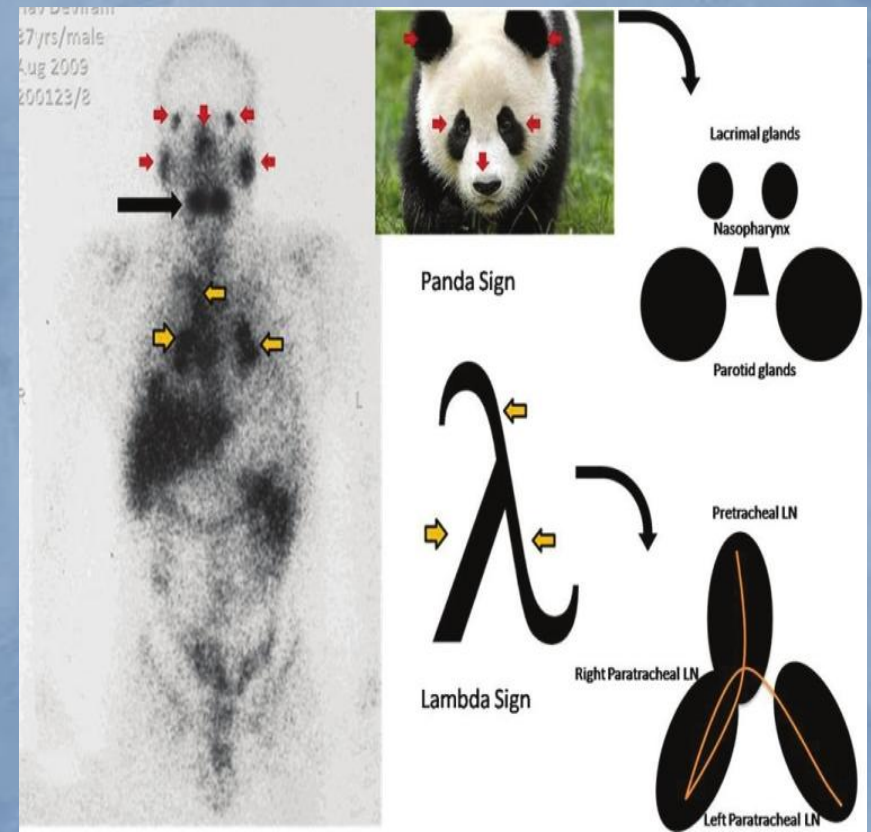 37yrs/male
Aug 2009
200123/8
R
L
Panda Sign
Lacrimal glands
Nasopharynx
Parotid glands
λ
Lambda Sign
Pretracheal LN
Right Paratracheal LN
Left Paratracheal LN